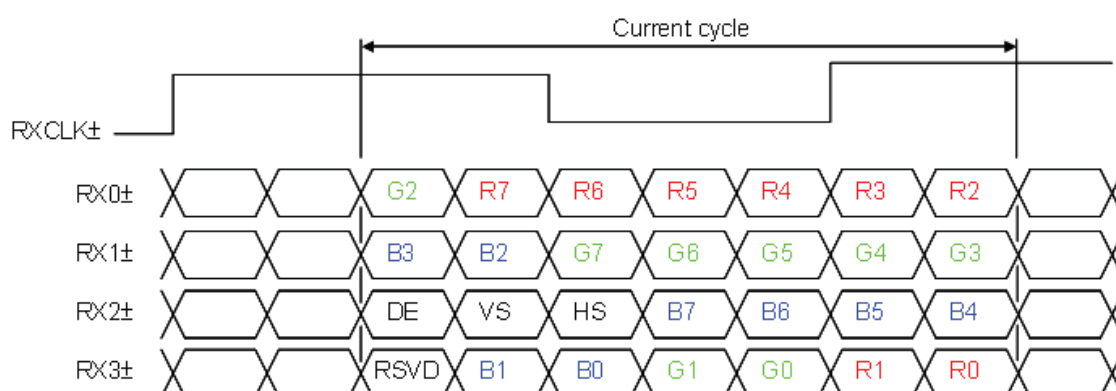 Current cycle
RXCLK±
RX0± G2 R7 R6 R5 R4 R3 R2
RX1± B3 B2 G7 G6 G5 G4 G3
RX2± DE VS HS B7 B6 B5 B4
RX3± RSVD B1 B0 G1 G0 R1 R0